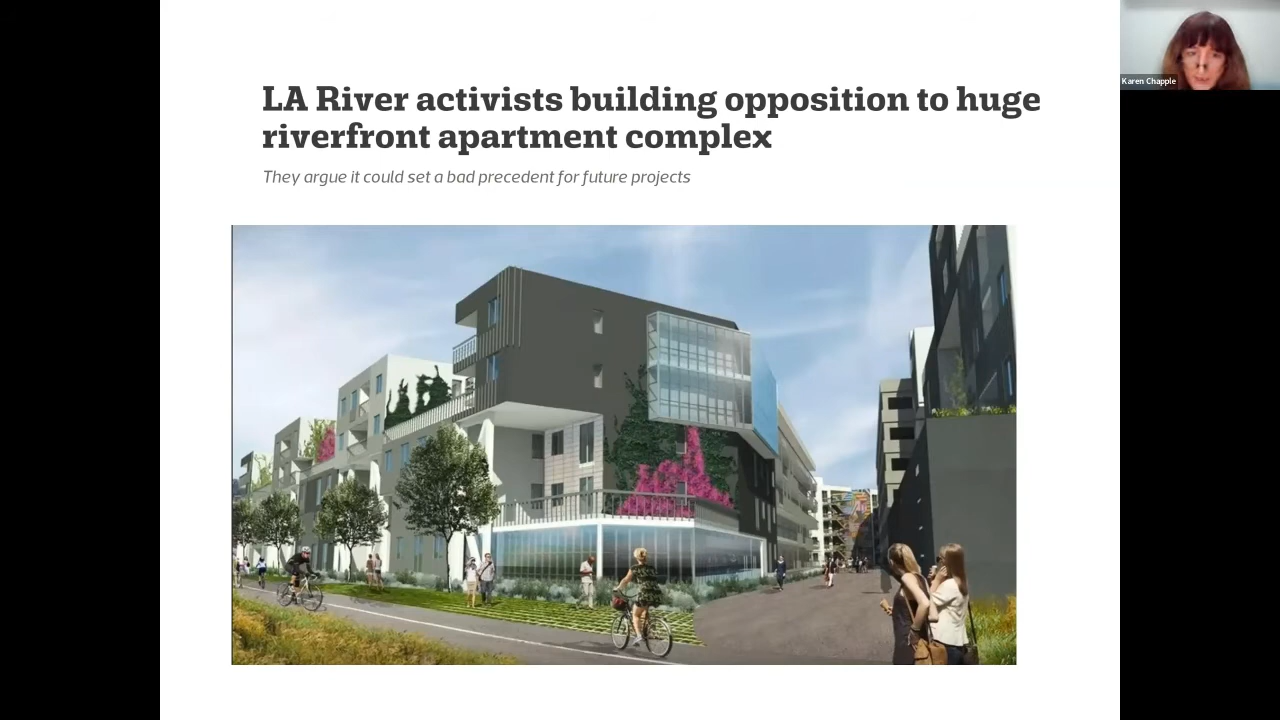 LA River activists building opposition to huge
riverfront apartment complex
They argue it could set a bad precedent for future projects
Karen Chapple